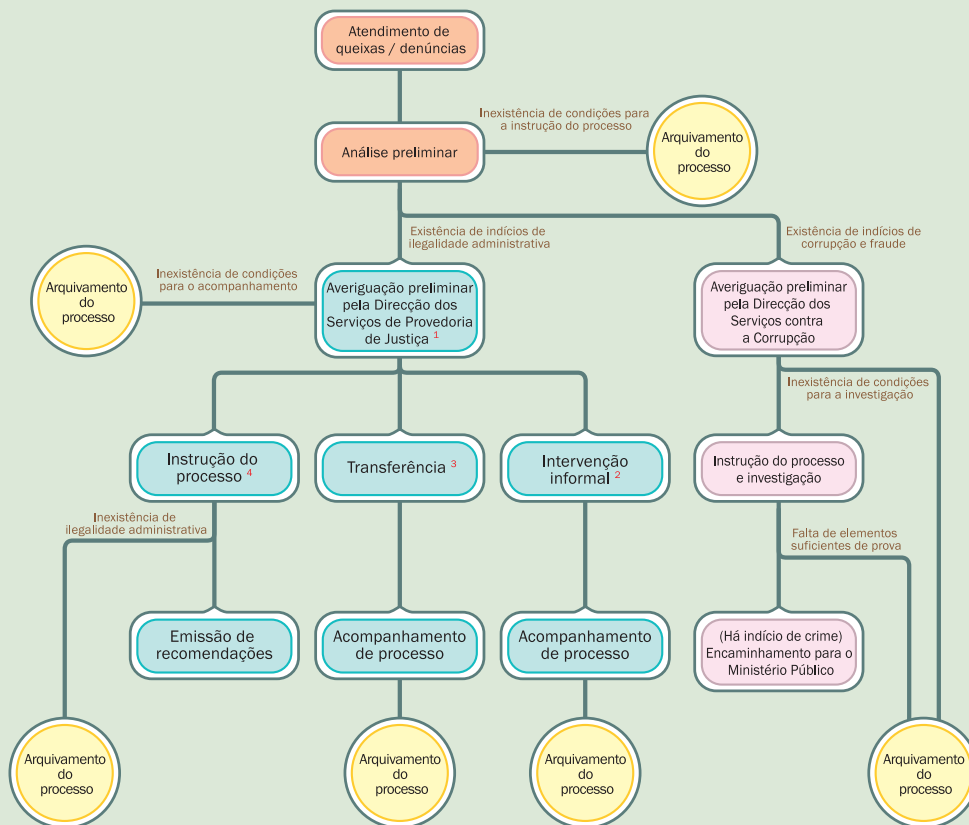 Atendimento de
queixas / denúncias
Inexistência de condições para
a instrução do processo
Análise preliminar
Arquivamento
do
processo
Existência de indícios de
ilegalidade administrativa
Existência de indícios de
corrupção e fraude
Inexistência de condições
para o acompanhamento
Arquivamento
do
processo
Averiguação preliminar
pela Direcção dos
Serviços de Provedoria
de Justiça 1
Averiguação preliminar
pela Direcção dos
Serviços contra
a Corrupção
Inexistência de condições
para a investigação
Instrução do
processo 4
Transferência 3
Intervenção
informal 2
Instrução do processo
e investigação
Inexistência de
ilegalidade administrativa
Falta de elementos
suficientes de prova
Emissão de
recomendações
Acompanhamento
de processo
Acompanhamento
de processo
(Há indício de crime)
Encaminhamento para o
Ministério Público
Arquivamento
do
processo
Arquivamento
do
processo
Arquivamento
do
processo
Arquivamento
do
processo